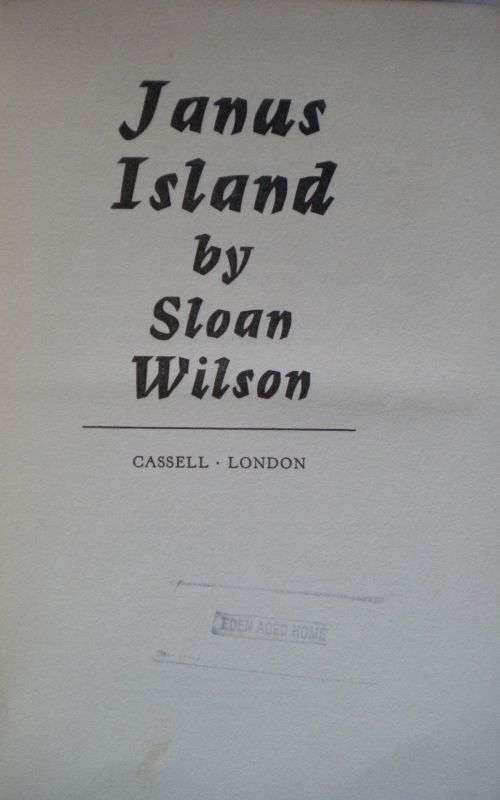 Janus
Island
by
Sloan
Wilson
CASSELL · LONDON
EDEN AGED HOME